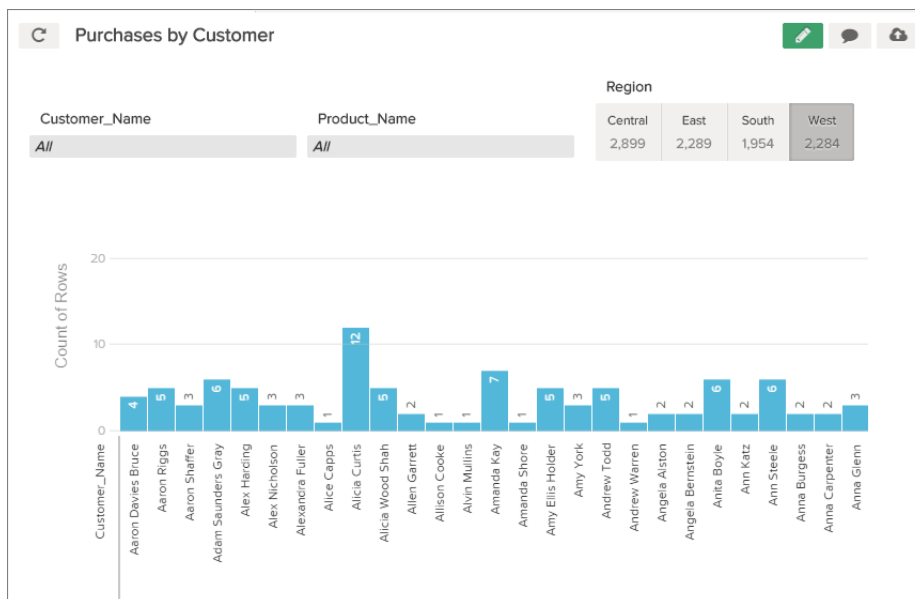 Purchases by Customer
Region
Customer_Name
Product_Name
Central
East
South
West
All
All
2,899
2,289
1,954
2,284
Count of Rows
20
10
0
4
5
3
6
5
3
3
1
12
5
2
1
1
7
1
5
3
5
1
2
2
6
2
6
2
2
3
Customer_Name
Aaron Davies Bruce
Aaron Riggs
Aaron Shaffer
Adam Saunders Gray
Alex Harding
Alex Nicholson
Alexandra Fuller
Alice Capps
Alicia Curtis
Alicia Wood Shah
Allen Garrett
Allison Cooke
Alvin Mullins
Amanda Kay
Amanda Shore
Amy Ellis Holder
Amy York
Andrew Todd
Andrew Warren
Angela Alston
Angela Bernstein
Anita Boyle
Ann Katz
Ann Steele
Anna Burgess
Anna Carpenter
Anna Glenn